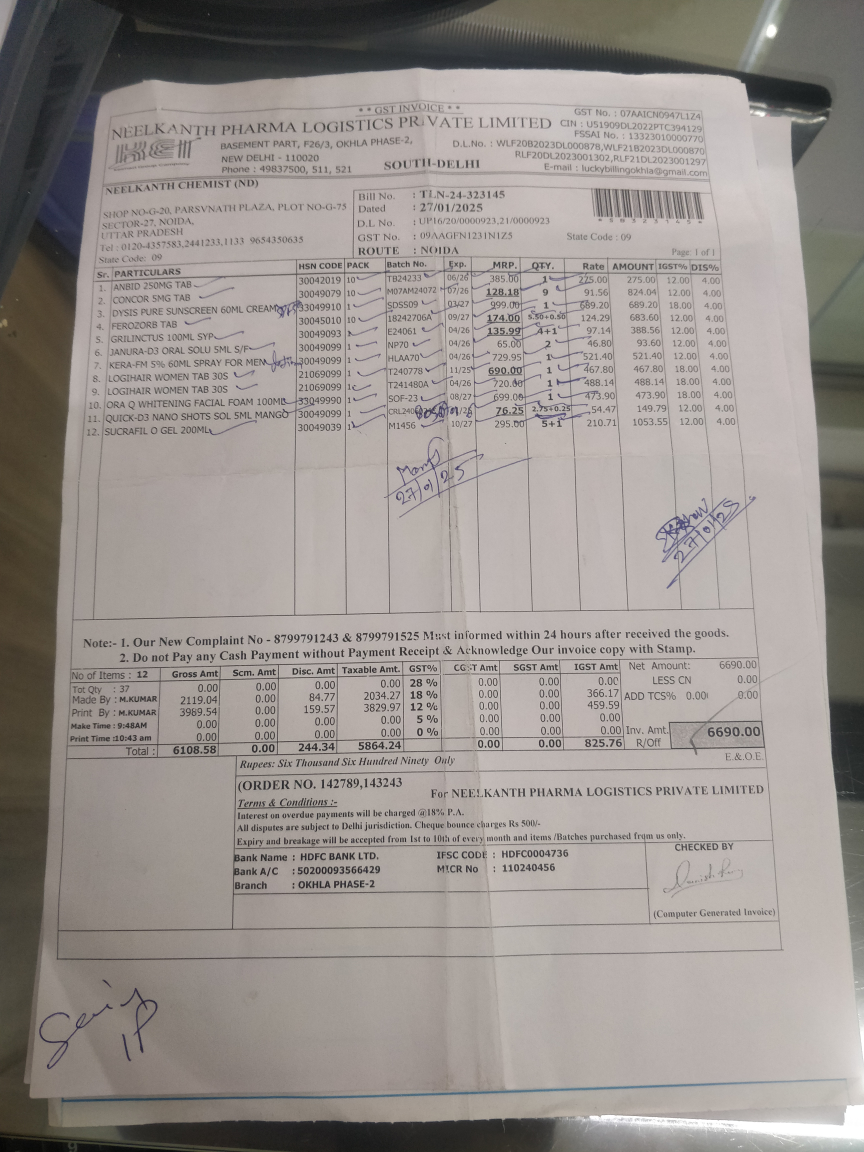 * * GST INVOICE * *
NEELKANTH PHARMA LOGISTICS PRIVATE LIMITED
BASEMENT PART, F26/3, OKHLA PHASE-2,
NEW DELHI - 110020
Phone : 49837500, 511, 521
SOUTH-DELHI
GST No. : 07AAICN0947L1Z4
CIN : U51909DL2022PTC394129
FSSAI No. : 13323010000770
D.L.No. : WLF20B2023DL000878,WLF21B2023DL000870
RLF20DL2023001302,RLF21DL2023001297
E-mail : luckybillingokhla@gmail.com
NEELKANTH CHEMIST (ND)
SHOP NO-G-20, PARSVNATH PLAZA, PLOT NO-G-75
SECTOR-27, NOIDA,
UTTAR PRADESH
Tel : 0120-4357583,2441233,1133 9654350635
State Code: 09
Bill No. : TLN-24-323145
Dated : 27/01/2025
D.L No. : UP16/20/0000923,21/0000923
GST No. : 09AAGFN1231N1Z5 State Code : 09
ROUTE : NOIDA
Page: 1 of 1
Sr. PARTICULARS HSN CODE PACK Batch No. Exp. MRP. QTY. Rate AMOUNT IGST% DIS%
1. ANBID 250MG TAB 30042019 10 TB24233 06/26 385.00 1 275.00 275.00 12.00 4.00
2. CONCOR 5MG TAB 30049079 10 M07AM24072 07/26 128.18 9 91.56 824.04 12.00 4.00
3. DYSIS PURE SUNSCREEN 60ML CREAM 33049910 1 SDSS09 03/27 999.00 1 689.20 689.20 18.00 4.00
4. FEROZORB TAB 30045010 10 18242706A 09/27 174.00 5.50+0.50 124.29 683.60 12.00 4.00
5. GRILINCTUS 100ML SYP 30049093 E24061 04/26 135.99 4+1 97.14 388.56 12.00 4.00
6. JANURA-D3 ORAL SOLU 5ML S/F 30049099 1 NP70 04/26 65.00 2 46.80 93.60 12.00 4.00
7. KERA-FM 5% 60ML SPRAY FOR MEN 30049099 1 HLAA70 04/26 729.95 1 521.40 521.40 12.00 4.00
8. LOGIHAIR WOMEN TAB 30S 21069099 T240778 11/25 690.00 1 467.80 467.80 18.00 4.00
9. LOGIHAIR WOMEN TAB 30S 21069099 T241480A 04/26 720.00 1 488.14 488.14 18.00 4.00
10. ORA Q WHITENING FACIAL FOAM 100MB 33049990 1 SOF-23 08/27 699.00 1 473.90 473.90 18.00 4.00
11. QUICK-D3 NANO SHOTS SOL 5ML MANGO 30049099 1 76.25 2.75+0.25 54.47 149.79 12.00 4.00
12. SUCRAFIL O GEL 200ML 30049039 1 M1456 10/27 295.00 5+1 210.71 1053.55 12.00 4.00
27/01/25
27/01/25
Note:- 1. Our New Complaint No - 8799791243 & 8799791525 Must informed within 24 hours after received the goods.
2. Do not Pay any Cash Payment without Payment Receipt & Acknowledge Our invoice copy with Stamp.
No of Items : 12 Gross Amt Scm. Amt Disc. Amt Taxable Amt. GST% CGST Amt SGST Amt IGST Amt Net Amount: 6690.00
Tot Qty : 37 0.00 0.00 0.00 0.00 28 % 0.00 0.00 0.00 LESS CN 0.00
Made By : M.KUMAR 2119.04 0.00 84.77 2034.27 18 % 0.00 0.00 366.17 ADD TCS% 0.00 0.00
Print By : M.KUMAR 3989.54 0.00 159.57 3829.97 12 % 0.00 0.00 459.59
Make Time : 9:48AM 0.00 0.00 0.00 0.00 5 % 0.00 0.00 0.00
Print Time :10:43 am 0.00 0.00 0.00 0.00 0 % 0.00 0.00 0.00 Inv. Amt. 6690.00
Total : 6108.58 0.00 244.34 5864.24 0.00 0.00 825.76 R/Off
E.& O.E.
Rupees: Six Thousand Six Hundred Ninety Only
(ORDER NO. 142789,143243
For NEELKANTH PHARMA LOGISTICS PRIVATE LIMITED
Terms & Conditions :-
Interest on overdue payments will be charged @18% P.A.
All disputes are subject to Delhi jurisdiction. Cheque bounce charges Rs 500/-
Expiry and breakage will be accepted from 1st to 10th of every month and items /Batches purchased from us only.
Bank Name : HDFC BANK LTD. IFSC CODE : HDFC0004736
Bank A/C : 50200093566429 MICR No : 110240456
Branch : OKHLA PHASE-2
CHECKED BY
(Computer Generated Invoice)